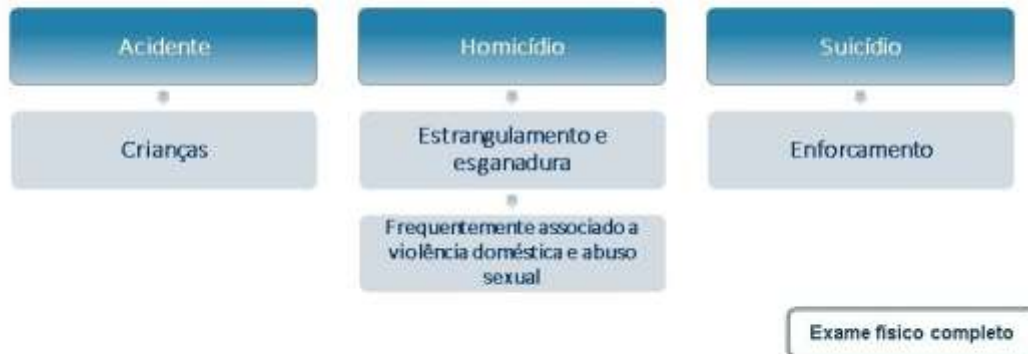 Acidente
Homicídio
Suicídio
Crianças
Estrangulamento e
esganadura
Enforcamento
Frequentemente associado a
violência doméstica e abuso
sexual
Exame físico completo